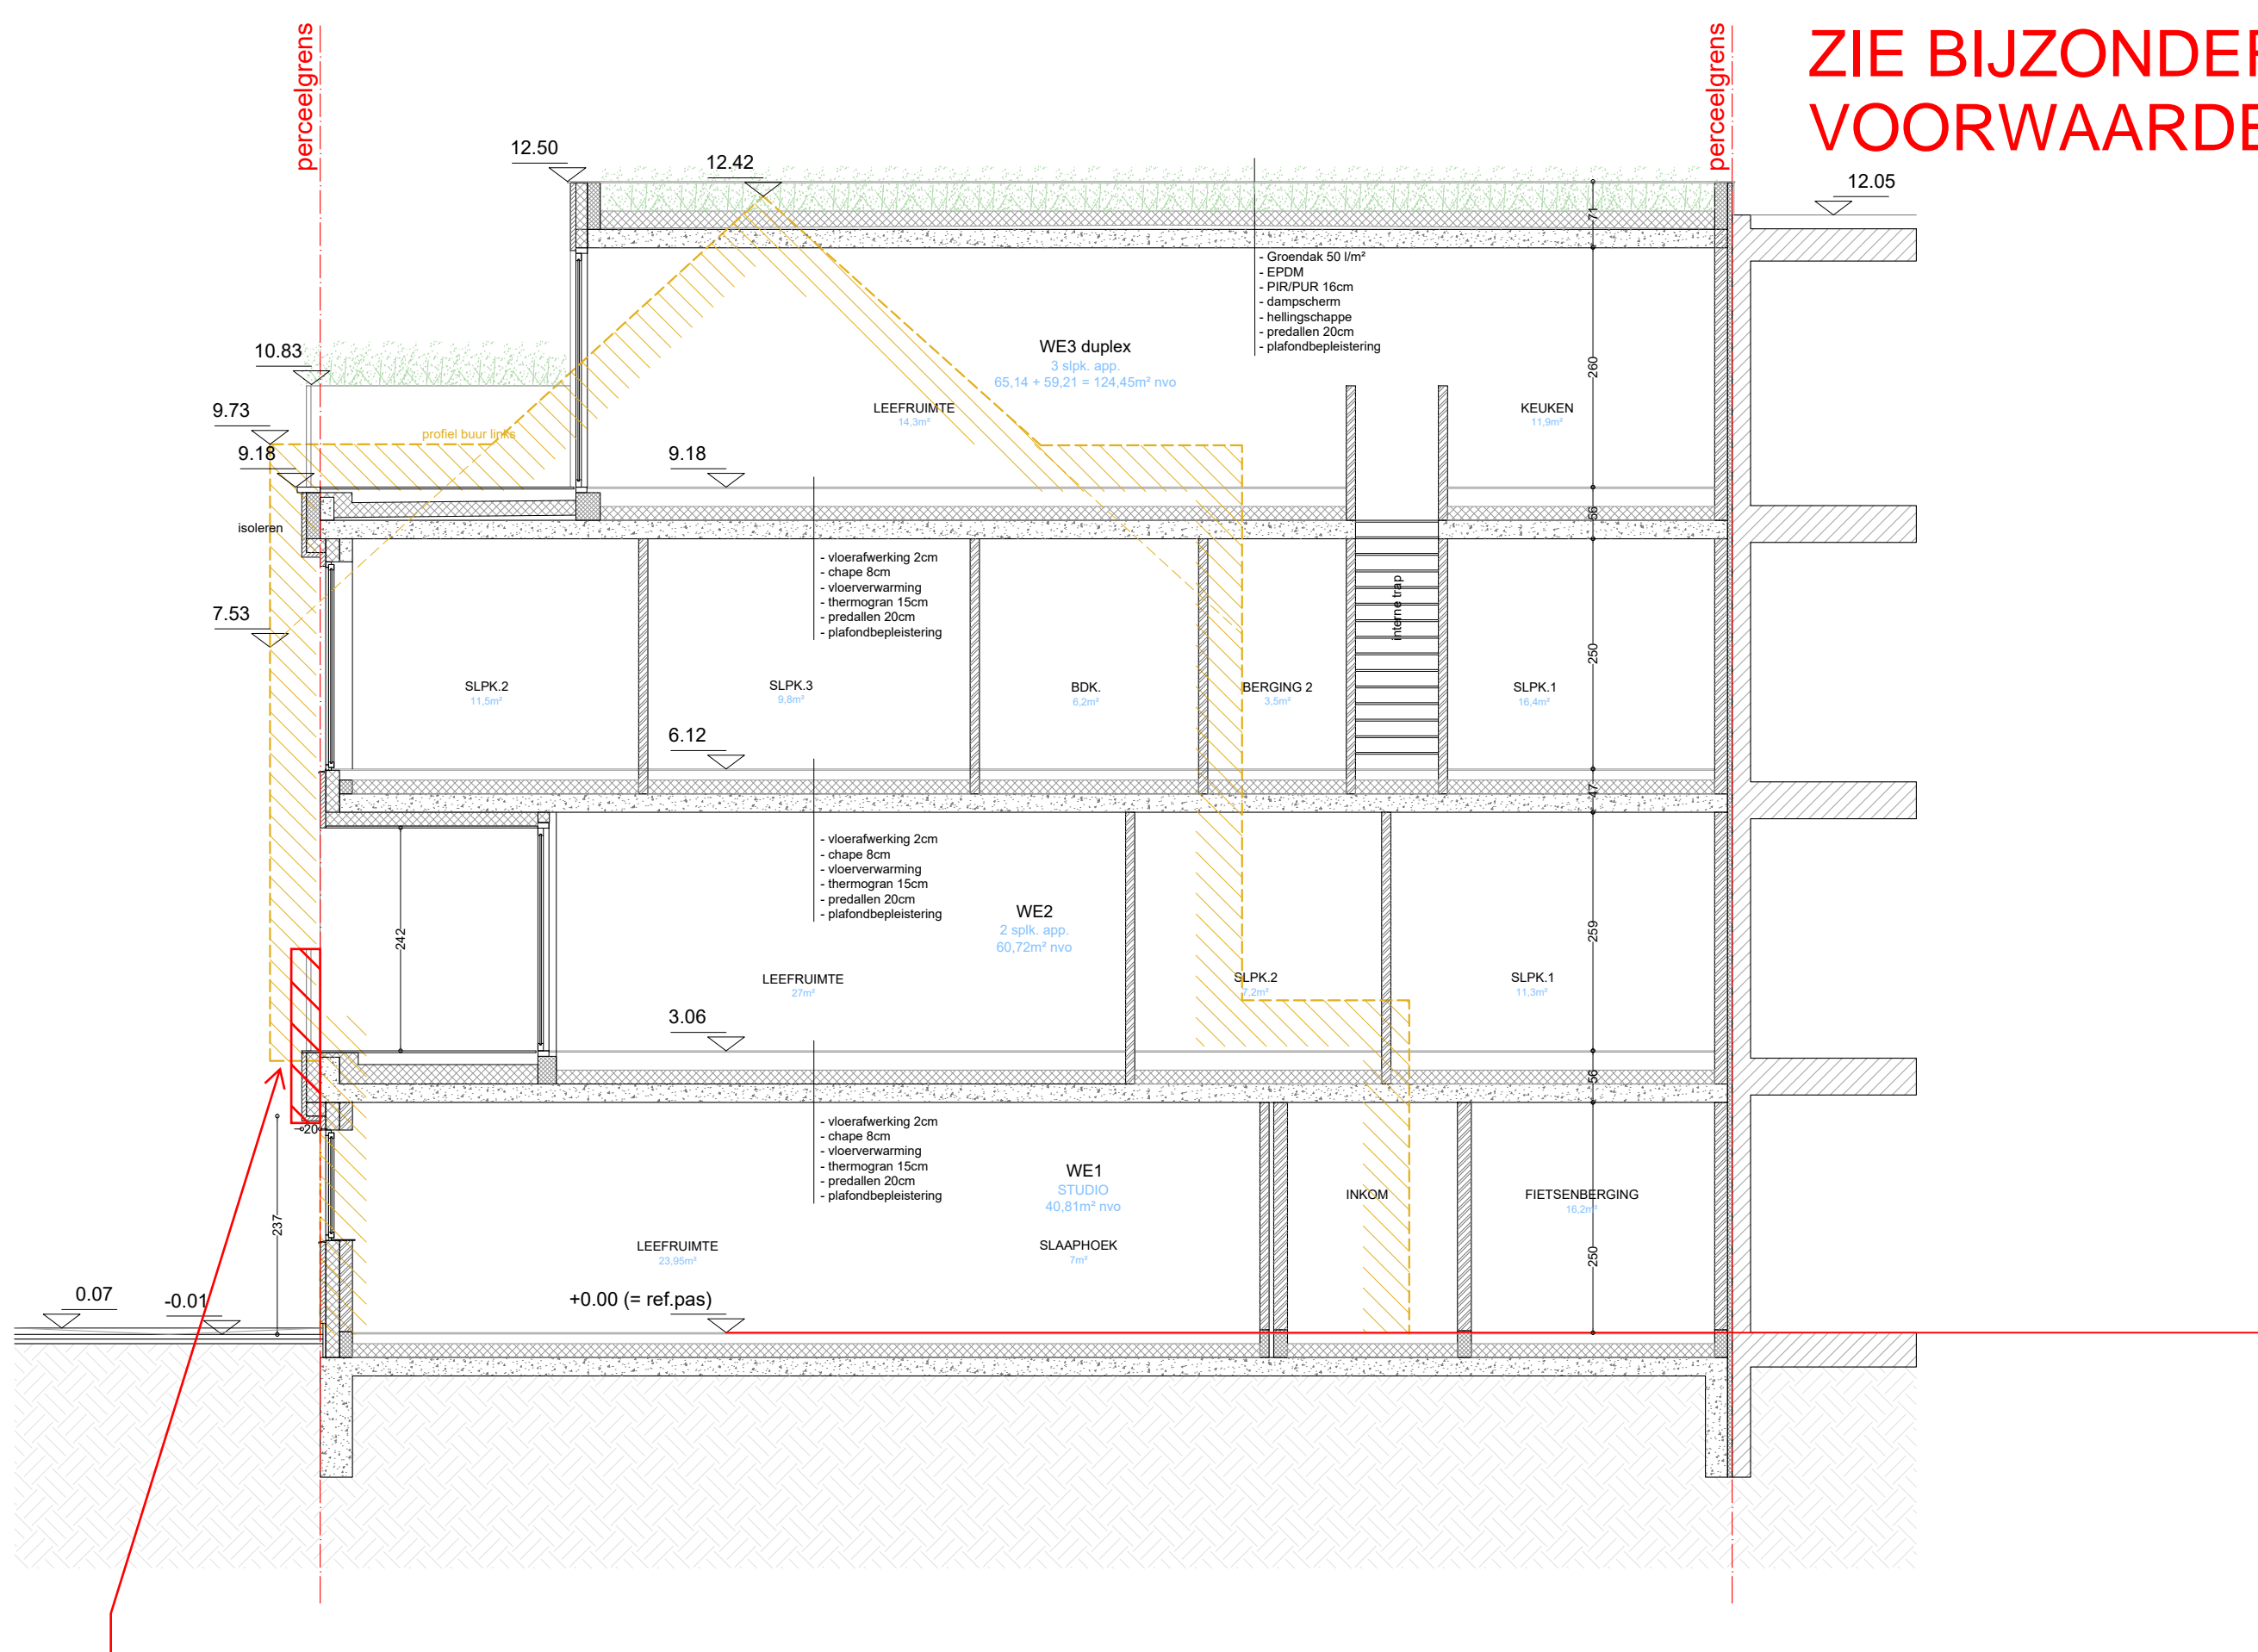 perceelgrens
perceelgrens
ZIE BIJZONDER
VOORWAARDE
12.50
12.42
12.05
71
- Groendak 50 l/m²
- EPDM
- PIR/PUR 16cm
- dampscherm
- hellingschappe
- predallen 20cm
- plafondbepleistering
10.83
WE3 duplex
3 slpk. app.
65,14 + 59,21 = 124,45m² nvo
260
9.73
profiel buur links
LEEFRUIMTE
14,3m²
KEUKEN
11,9m²
9.18
9.18
isoleren
56
- vloerafwerking 2cm
- chape 8cm
- vloerverwarming
- thermogran 15cm
- predallen 20cm
- plafondbepleistering
interne trap
7.53
250
SLPK.2
11,5m²
SLPK.3
9,8m²
BDK.
6,2m²
BERGING 2
3,5m²
SLPK.1
16,4m²
6.12
47
- vloerafwerking 2cm
- chape 8cm
- vloerverwarming
- thermogran 15cm
- predallen 20cm
- plafondbepleistering
WE2
2 splk. app.
60,72m² nvo
242
259
LEEFRUIMTE
27m²
SLPK.2
7,2m²
SLPK.1
11,3m²
3.06
56
20
- vloerafwerking 2cm
- chape 8cm
- vloerverwarming
- thermogran 15cm
- predallen 20cm
- plafondbepleistering
WE1
STUDIO
40,81m² nvo
INKOM
FIETSENBERGING
16,2m²
237
LEEFRUIMTE
23,95m²
SLAAPHOEK
7m²
250
0.07
-0.01
+0.00 (= ref.pas)